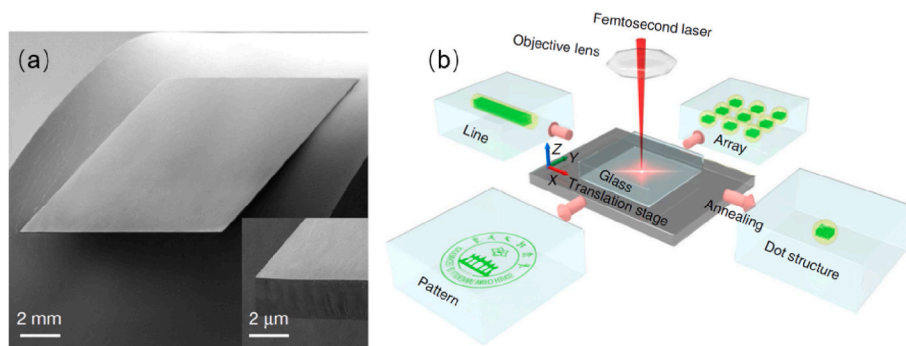 (a)
2 mm
2 μm
(b)
Femtosecond laser
Objective lens
Line
Array
Z
Y
X
Glass
Translation stage
Annealing
Pattern
Dot structure